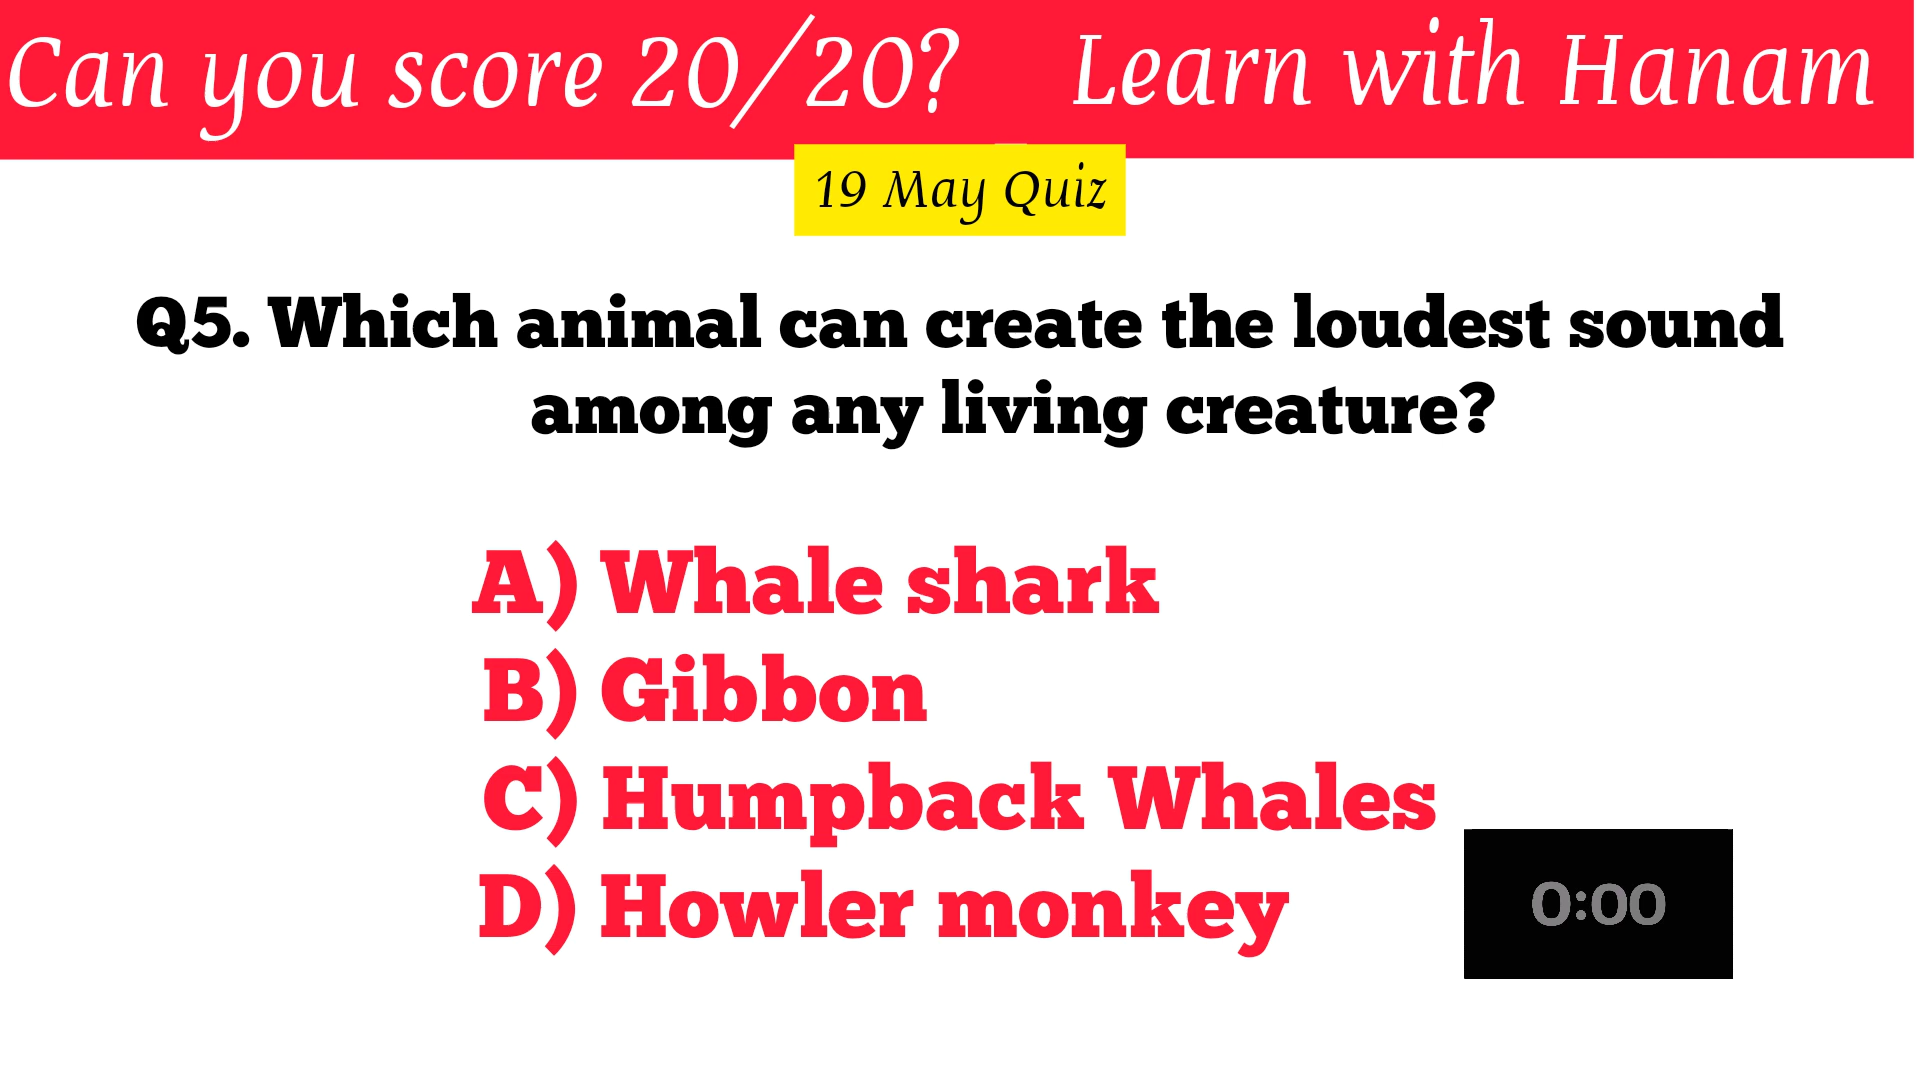 Can you score 20/20? Learn with Hanam
19 May Quiz
Q5. Which animal can create the loudest sound
among any living creature?
A) Whale shark
B) Gibbon
C) Humpback Whales
D) Howler monkey
0:00